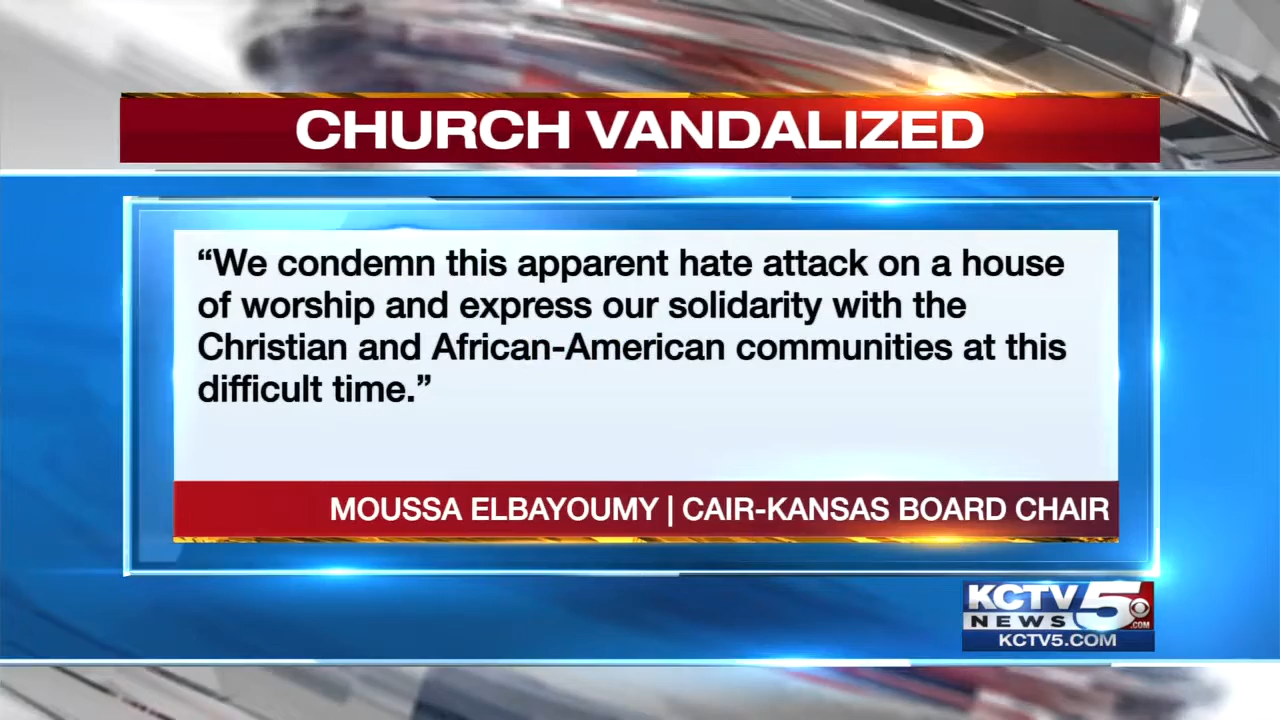 CHURCH VANDALIZED
“We condemn this apparent hate attack on a house
of worship and express our solidarity with the
Christian and African-American communities at this
difficult time.”
MOUSSA ELBAYOUMY | CAIR-KANSAS BOARD CHAIR
KCTV5
NEWS .COM
KCTV5.COM